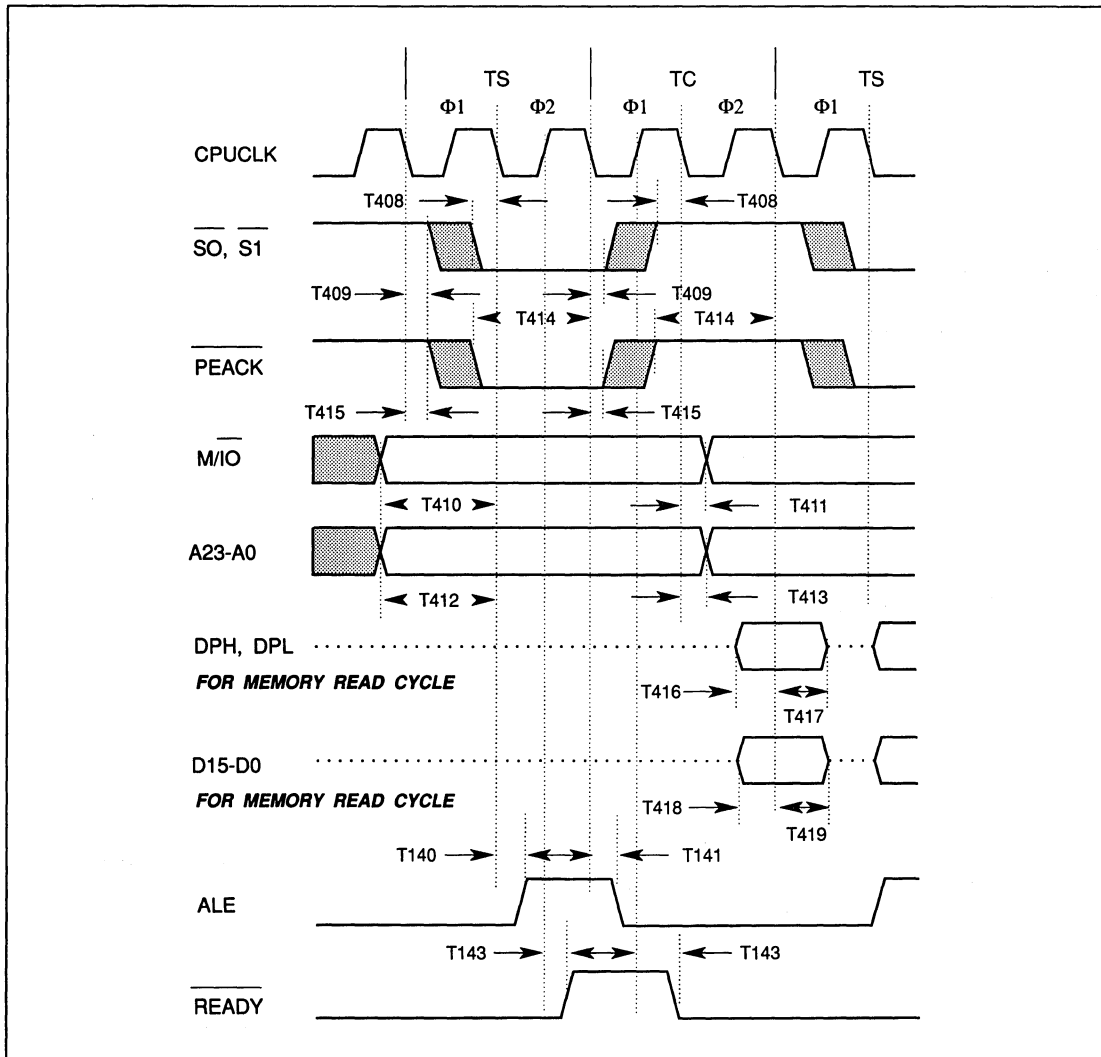 TS TC TS
Φ1 Φ2 Φ1 Φ2 Φ1
CPUCLK
T408 T408
SO, S1
T409 T409
T414 T414
PEACK
T415 T415
M/IO
T410 T411
A23-A0
T412 T413
DPH, DPL
FOR MEMORY READ CYCLE
T416 T417
D15-D0
FOR MEMORY READ CYCLE
T418 T419
T140 T141
ALE
T143 T143
READY